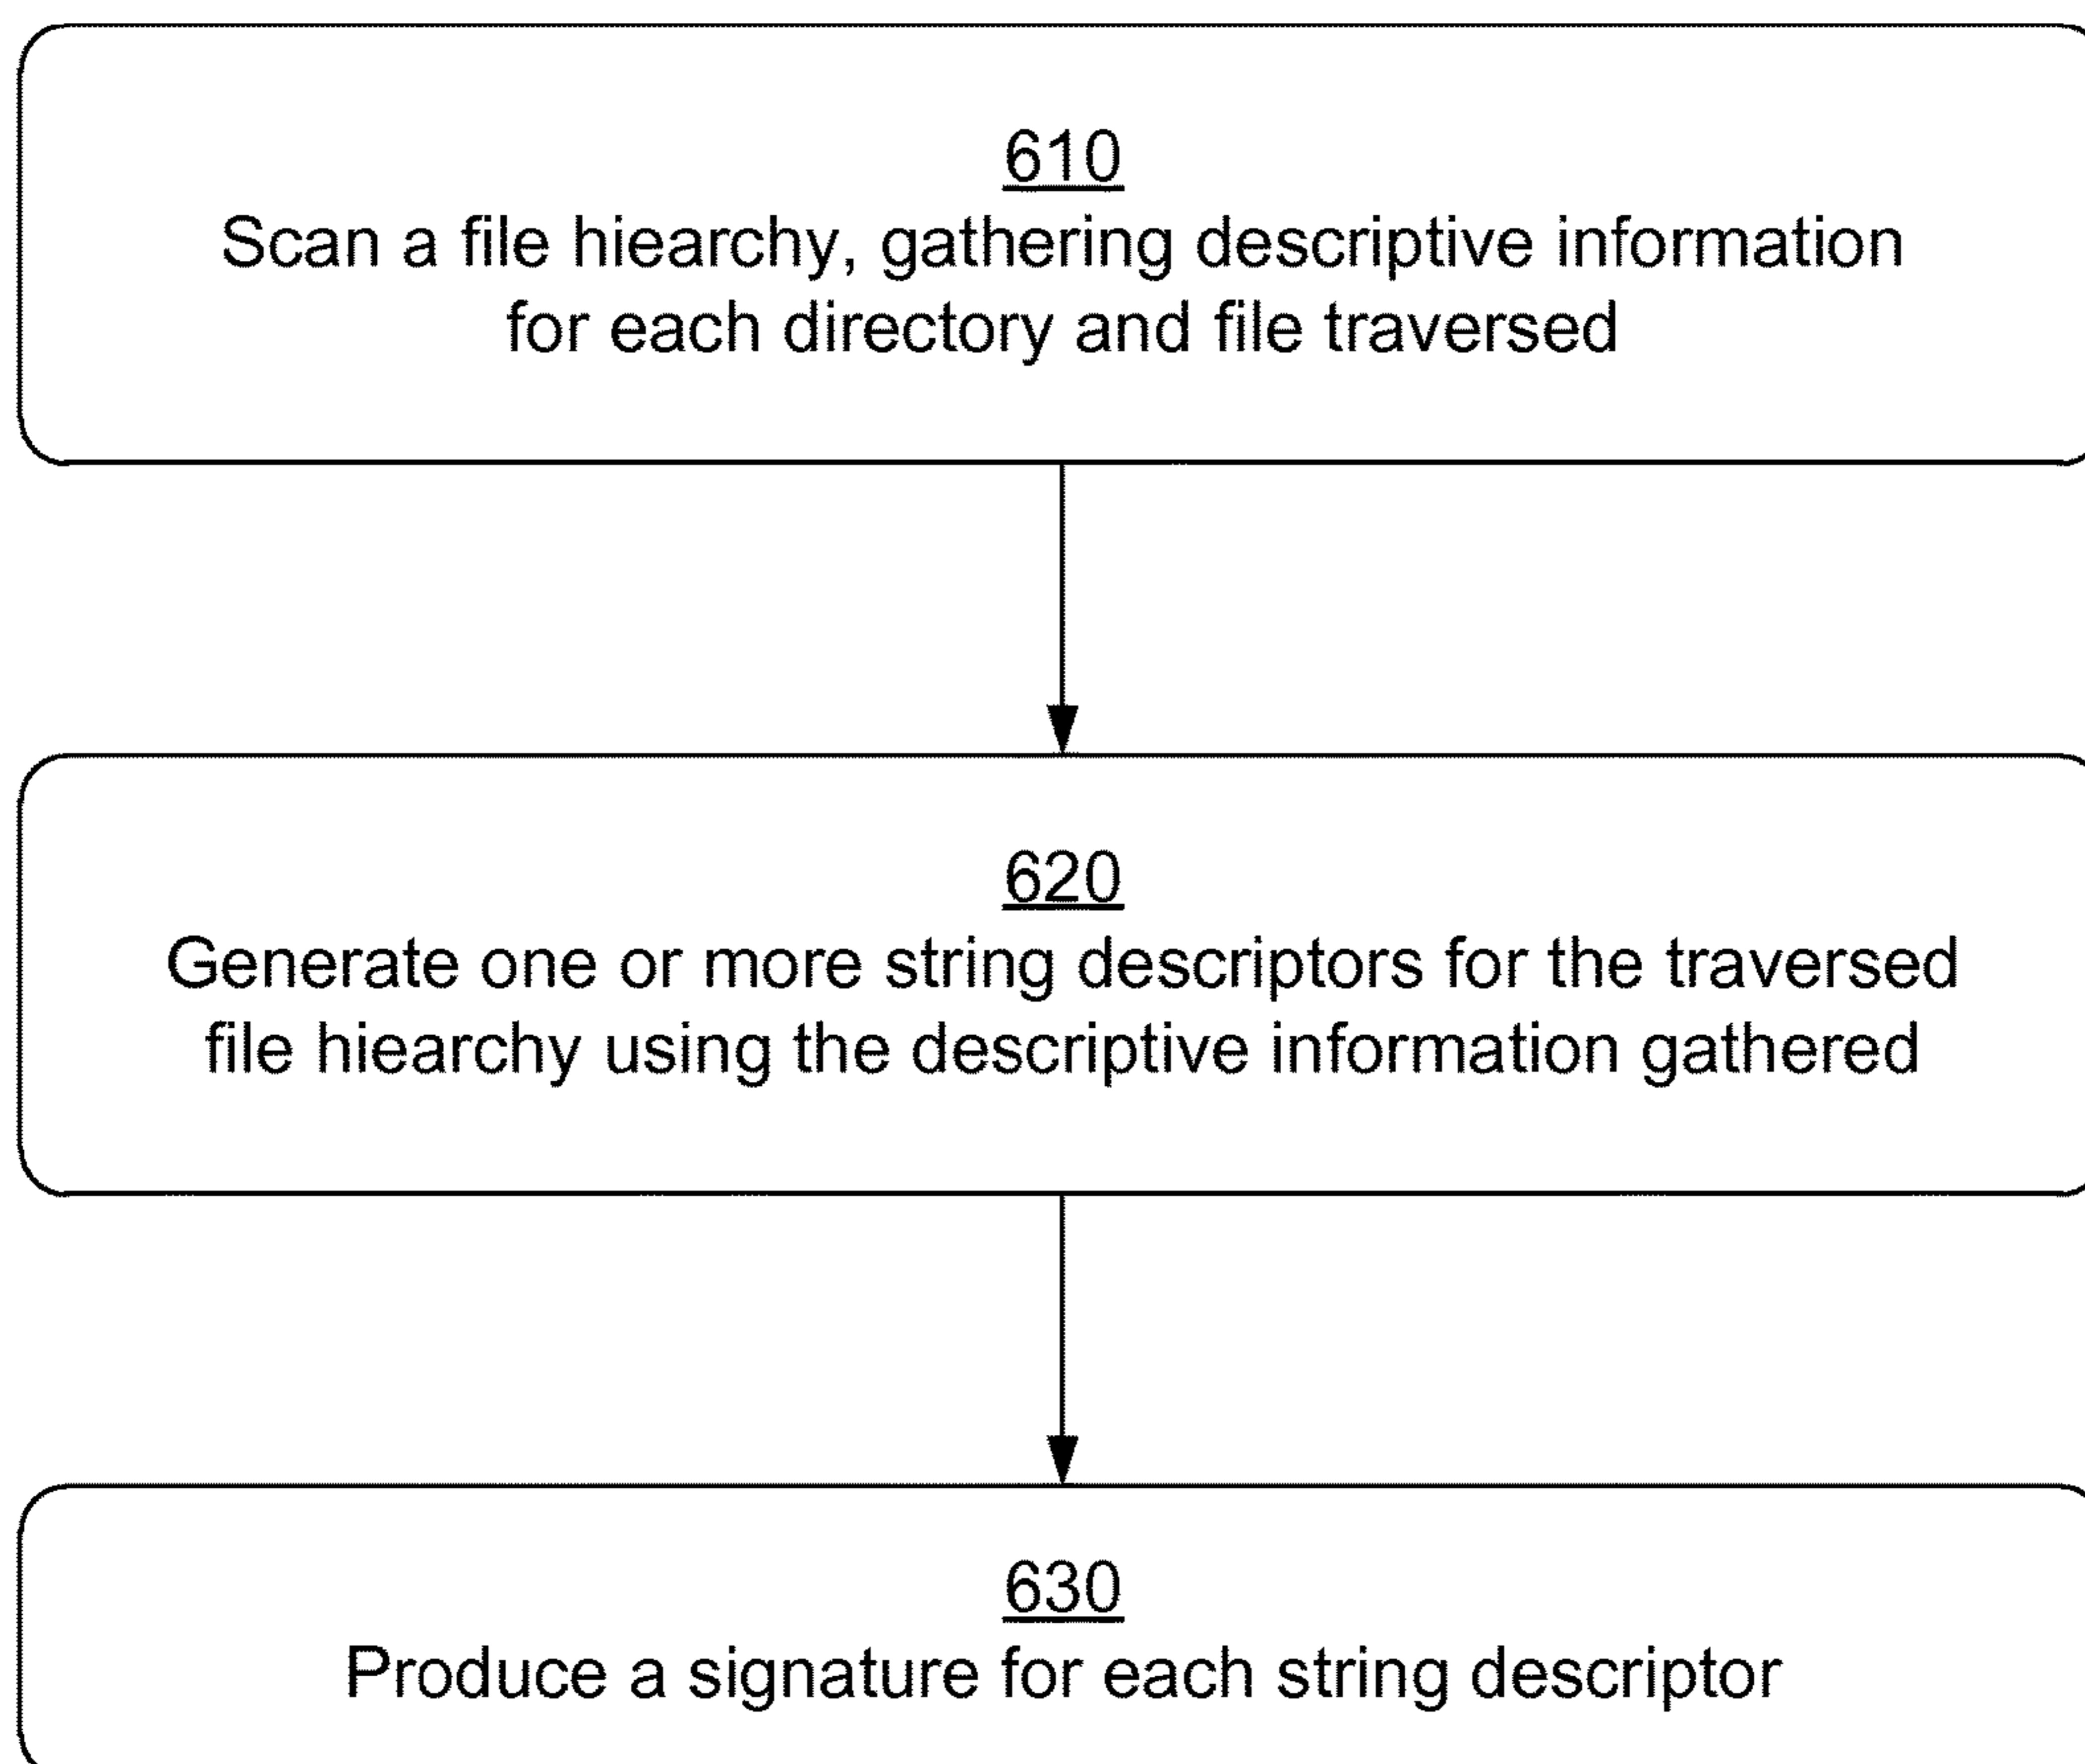 610
Scan a file hiearchy, gathering descriptive information
for each directory and file traversed
620
Generate one or more string descriptors for the traversed
file hiearchy using the descriptive information gathered
630
Produce a signature for each string descriptor